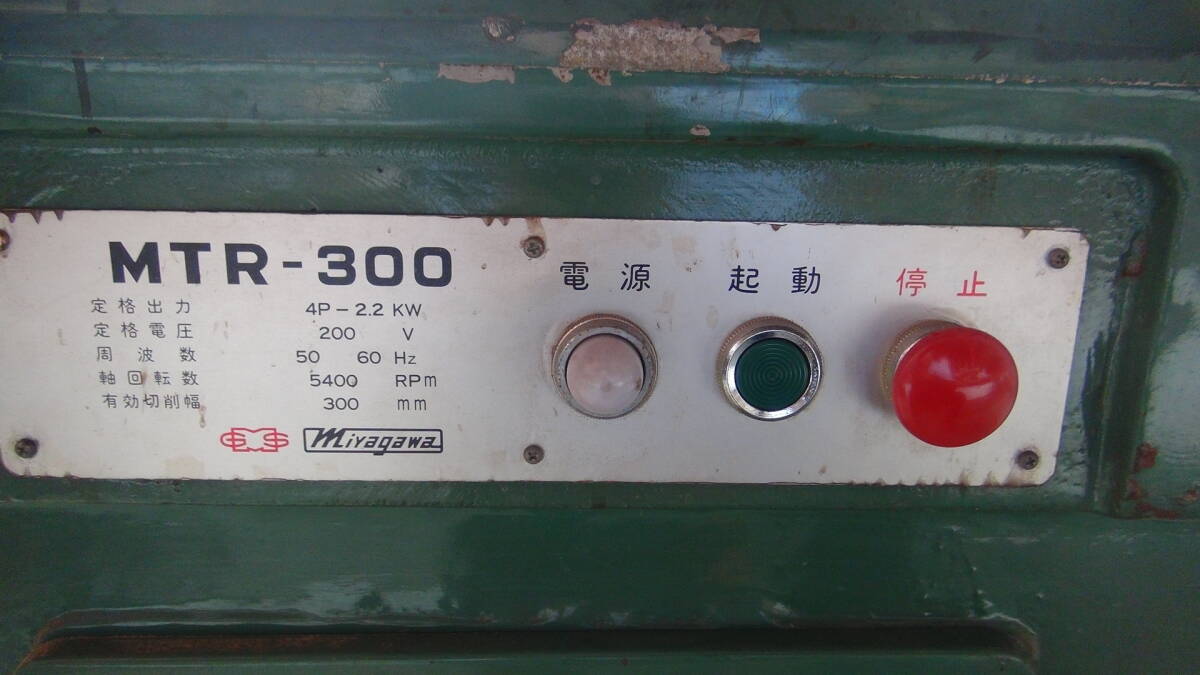 MTR-300
定格出力 4P-2.2 KW
定格電圧 200 V
周波数 50 60 Hz
軸回転数 5400 RPm
有効切削幅 300 mm
Miyagawa
電源 起動 停止